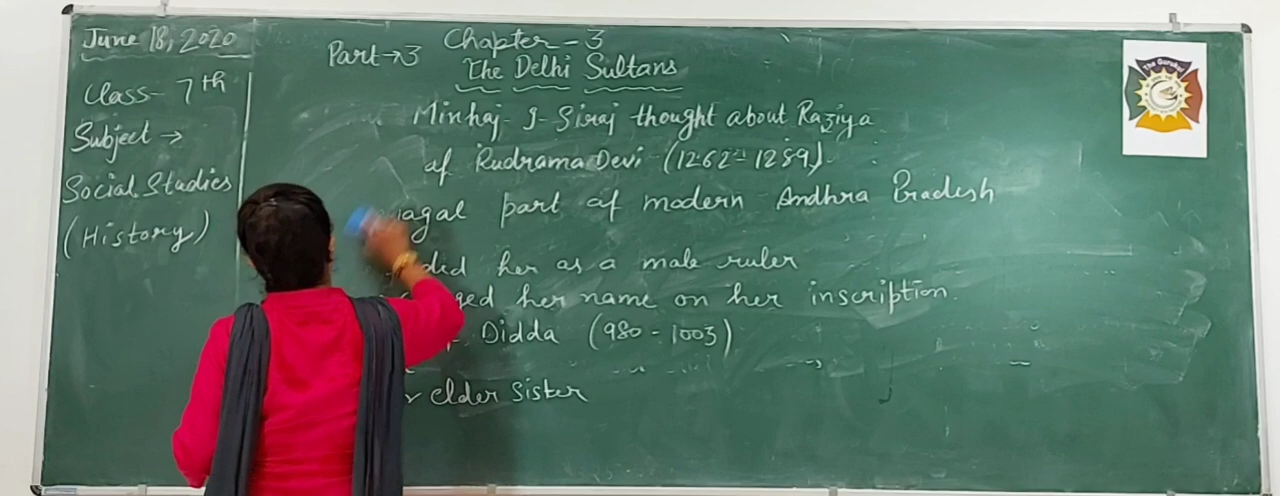 June 18, 2020
Class- 7th
Subject →
Social Studies
(History)
Part→3
Chapter-3
The Delhi Sultans
Minhaj-I-Siraj thought about Raziya
of Rudrama Devi (1262-1289).
part of modern Andhra Pradesh
her as a male ruler
her name on her inscription.
Didda (980-1003)
elder sister
The Gurukul